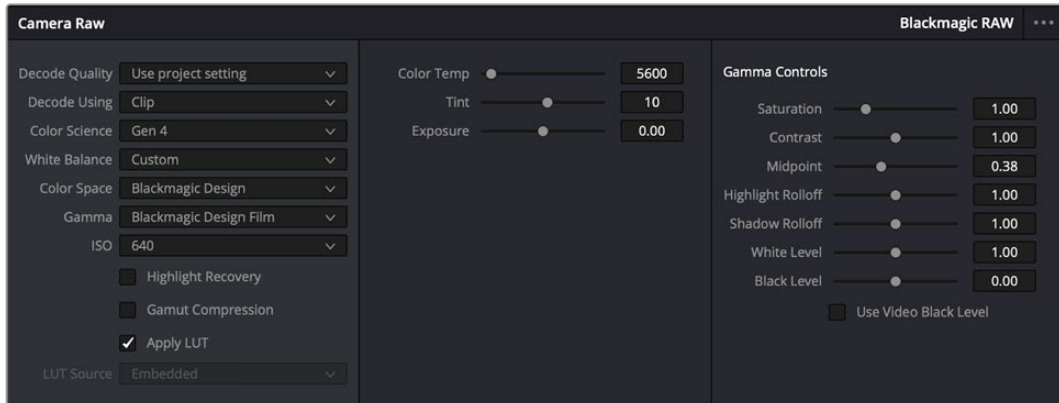 Camera Raw
Blackmagic RAW
Decode Quality Use project setting
Decode Using Clip
Color Science Gen 4
White Balance Custom
Color Space Blackmagic Design
Gamma Blackmagic Design Film
ISO 640
Highlight Recovery
Gamut Compression
Apply LUT
LUT Source Embedded
Color Temp 5600
Tint 10
Exposure 0.00
Gamma Controls
Saturation 1.00
Contrast 1.00
Midpoint 0.38
Highlight Rolloff 1.00
Shadow Rolloff 1.00
White Level 1.00
Black Level 0.00
Use Video Black Level